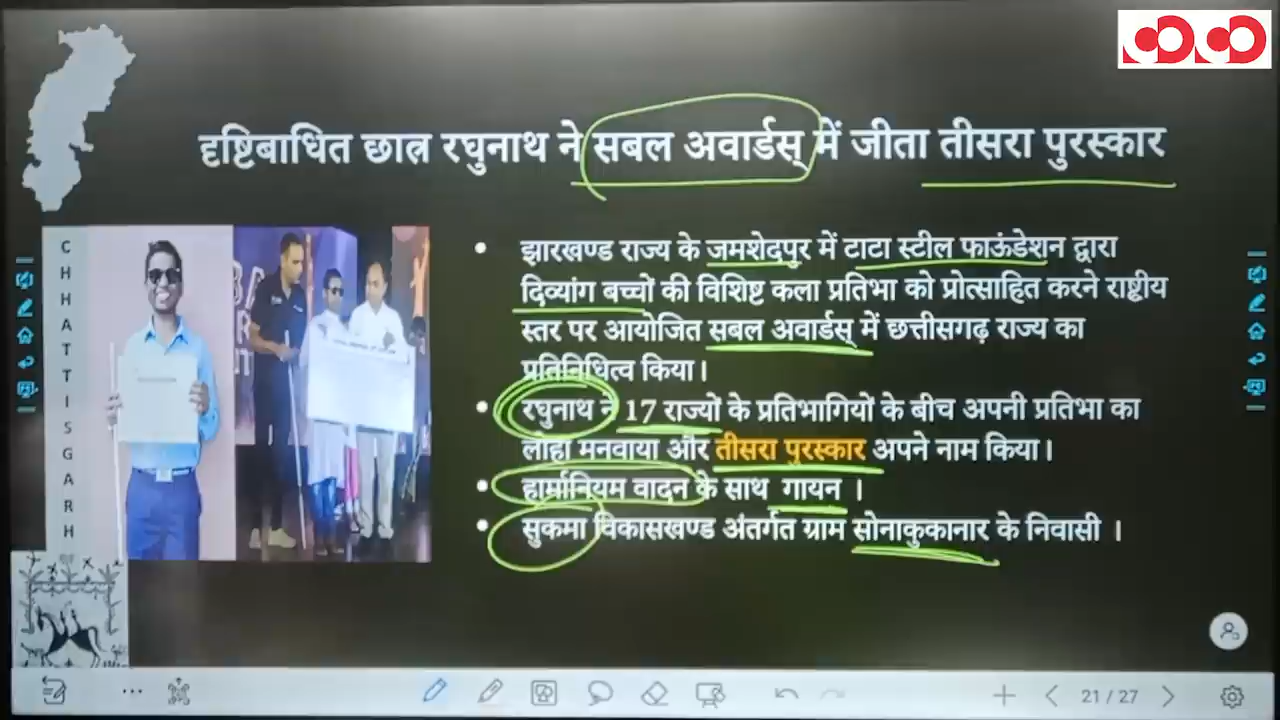 दृष्टिबाधित छात्र रघुनाथ ने सबल अवार्डस् में जीता तीसरा पुरस्कार
CHHATTISGARH
• झारखण्ड राज्य के जमशेदपुर में टाटा स्टील फाऊंडेशन द्वारा
दिव्यांग बच्चों की विशिष्ट कला प्रतिभा को प्रोत्साहित करने राष्ट्रीय
स्तर पर आयोजित सबल अवार्डस् में छत्तीसगढ़ राज्य का
प्रतिनिधित्व किया।
• रघुनाथ ने 17 राज्यों के प्रतिभागियों के बीच अपनी प्रतिभा का
लोहा मनवाया और तीसरा पुरस्कार अपने नाम किया।
• हार्मोनियम वादन के साथ गायन ।
• सुकमा विकासखण्ड अंतर्गत ग्राम सोनाकुकानार के निवासी ।
21 / 27